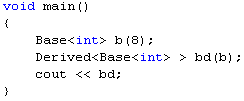 void main()
{
    Base<int> b(8);
    Derived<Base<int> > bd(b);
    cout << bd;
}